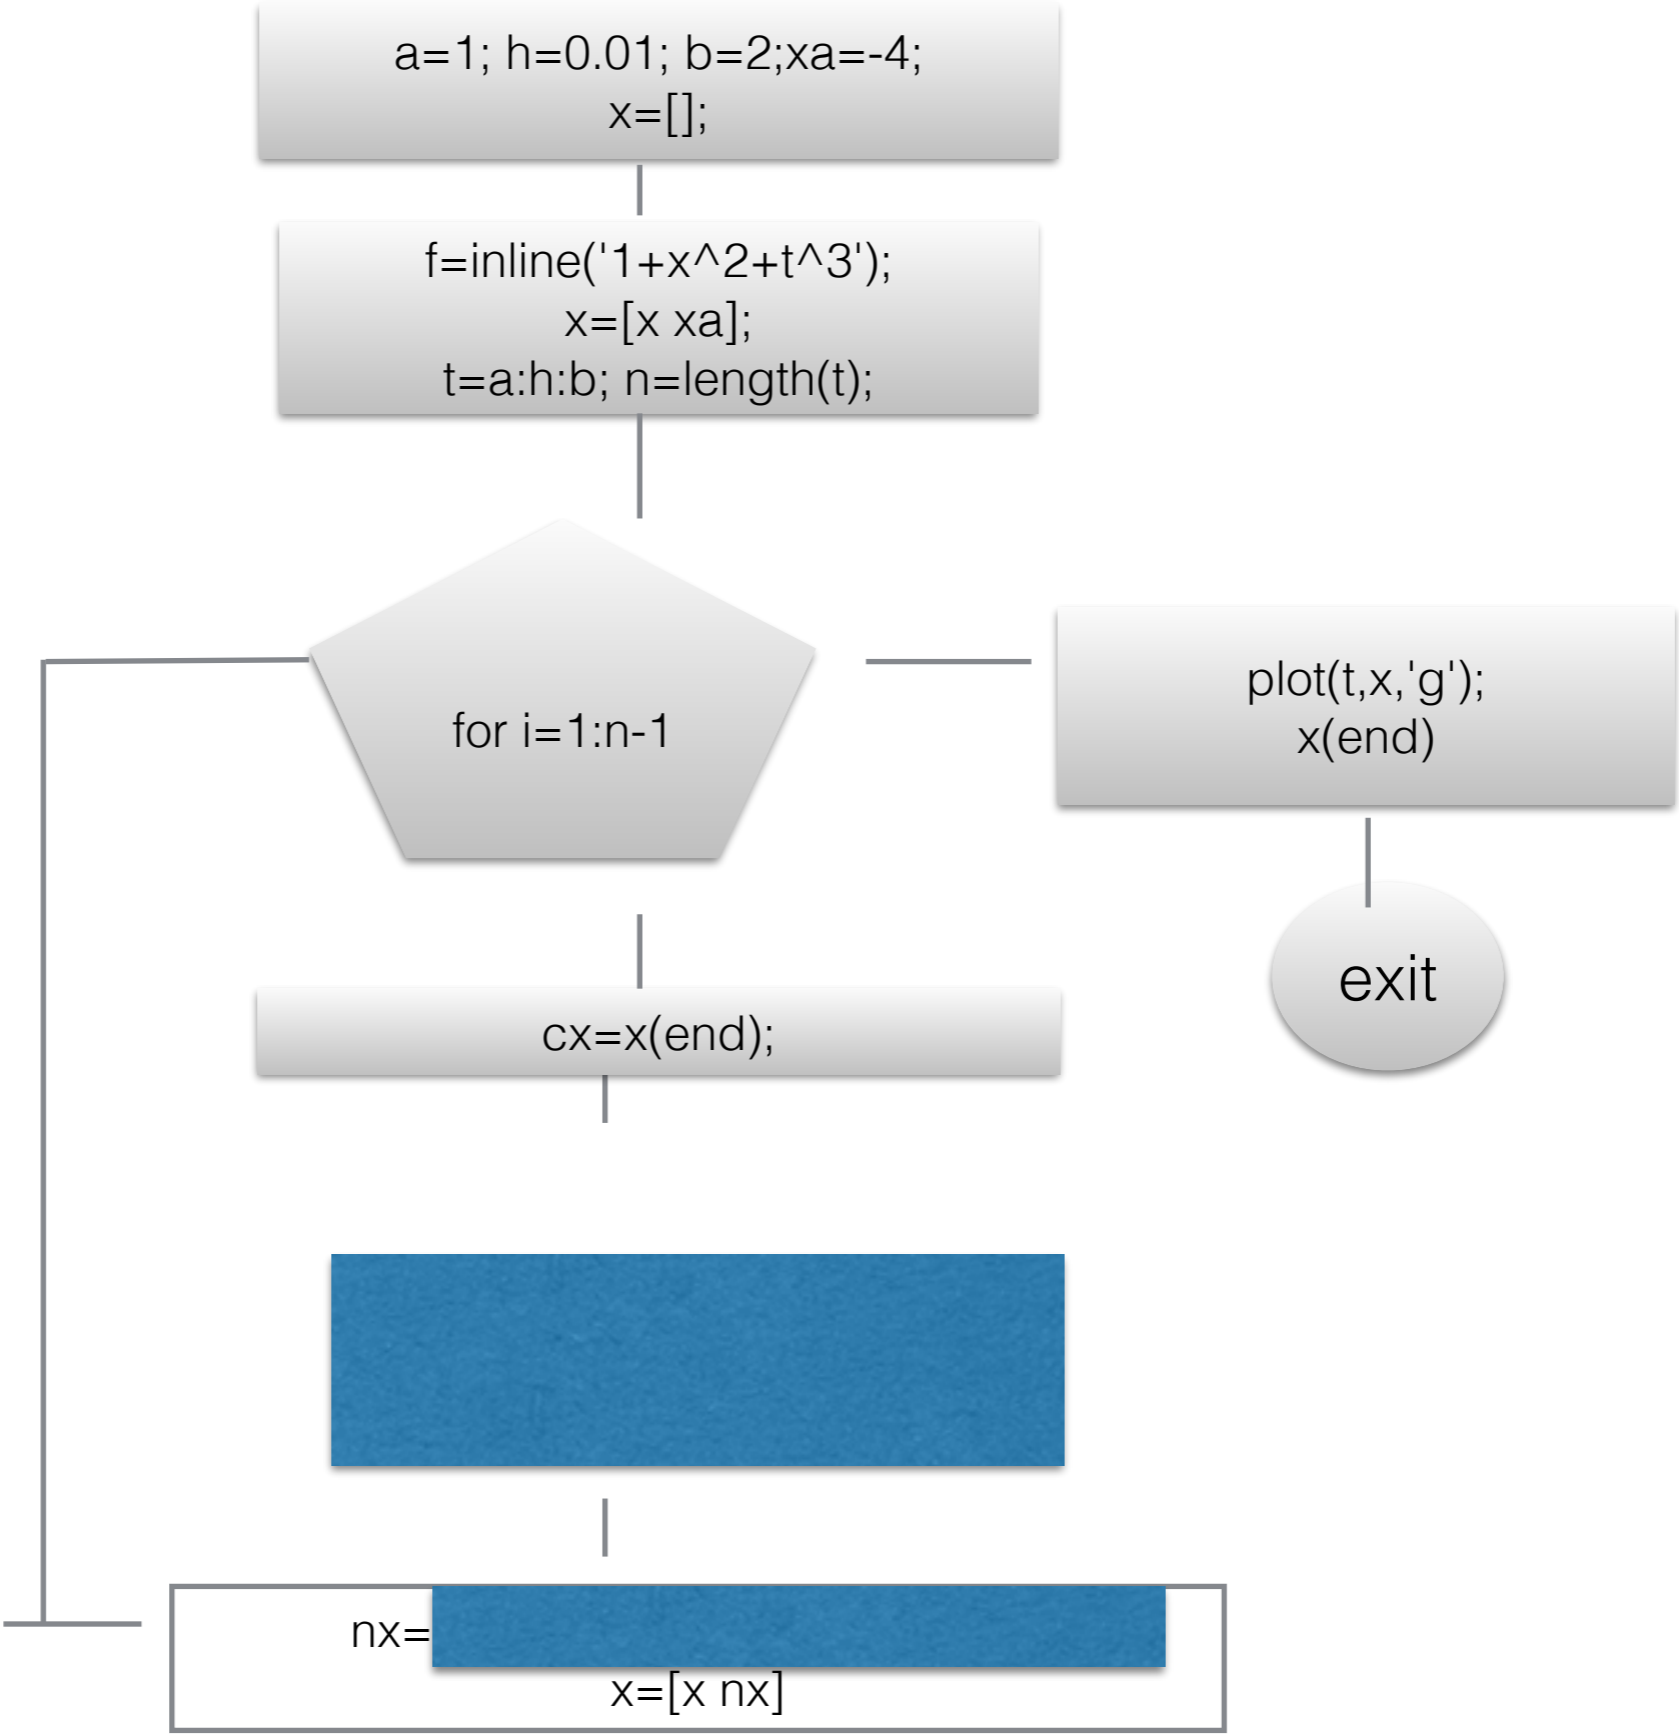 a=1; h=0.01; b=2;xa=-4;
x=[];
f=inline('1+x^2+t^3');
x=[x xa];
t=a:h:b; n=length(t);
for i=1:n-1
plot(t,x,'g');
x(end)
exit
cx=x(end);
nx=
x=[x nx]